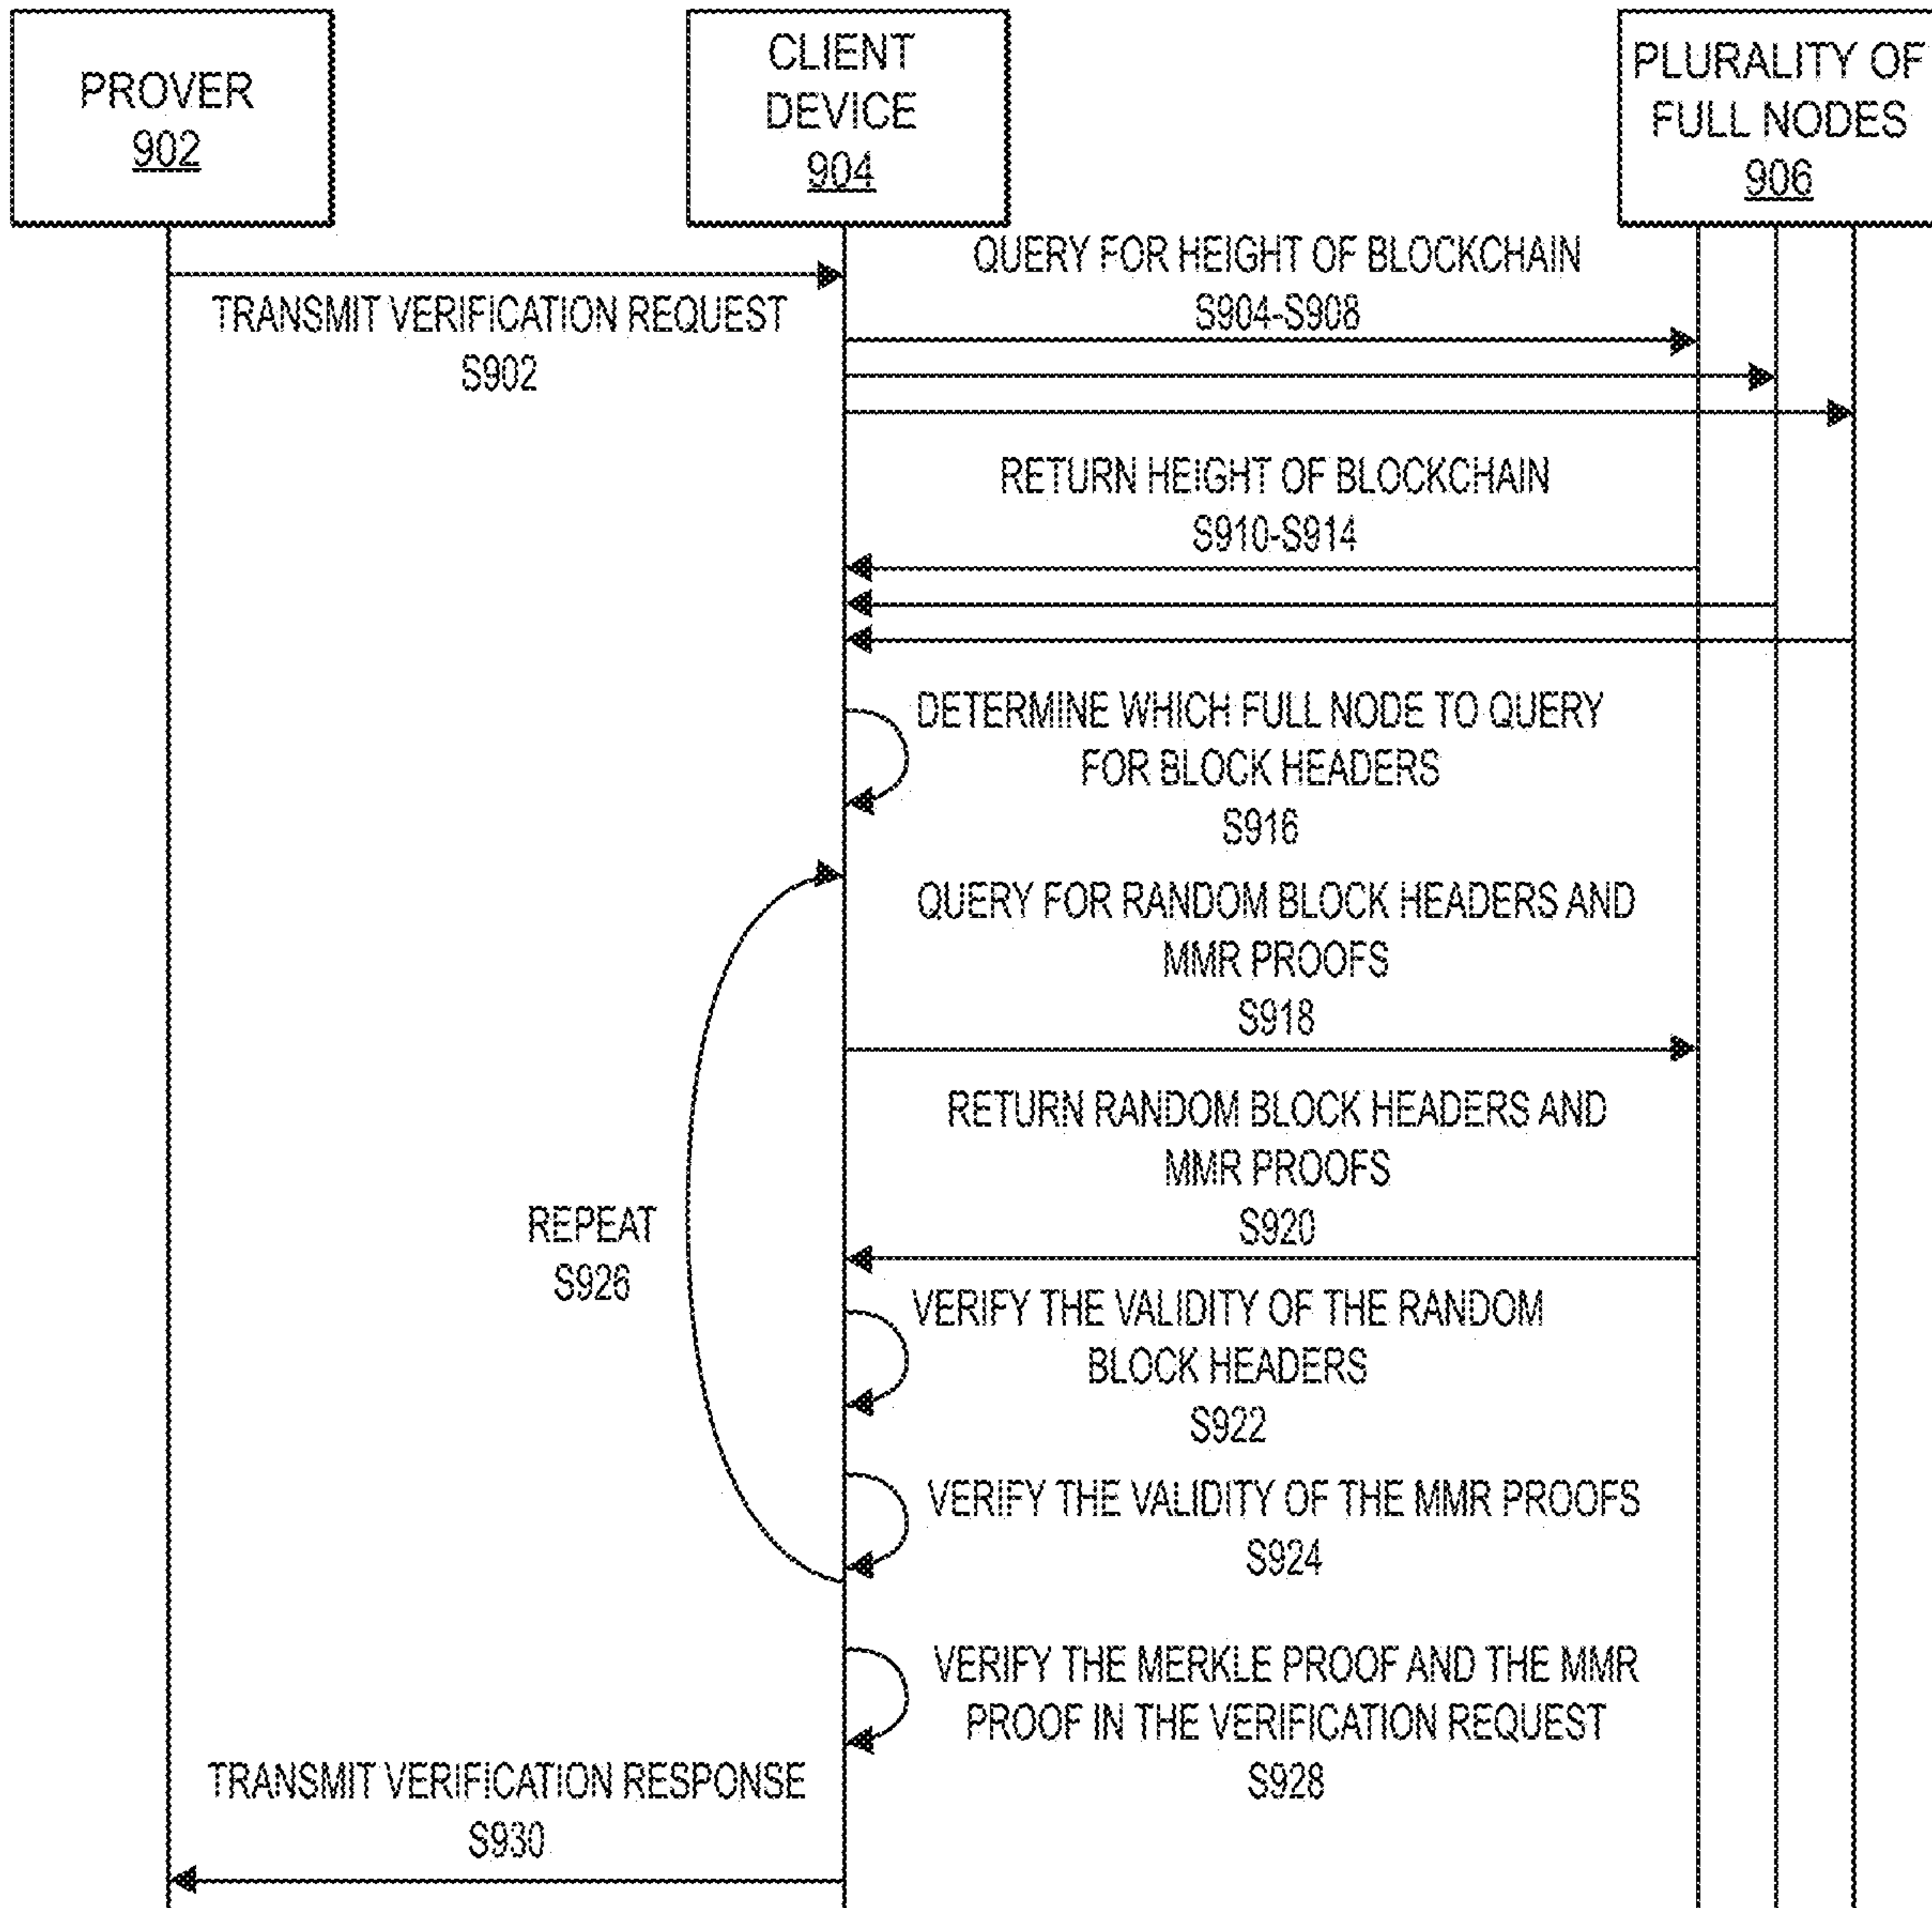 PROVER
902
CLIENT
DEVICE
904
PLURALITY OF
FULL NODES
906
TRANSMIT VERIFICATION REQUEST
S902
QUERY FOR HEIGHT OF BLOCKCHAIN
S904-S908
RETURN HEIGHT OF BLOCKCHAIN
S910-S914
DETERMINE WHICH FULL NODE TO QUERY
FOR BLOCK HEADERS
S916
QUERY FOR RANDOM BLOCK HEADERS AND
MMR PROOFS
S918
RETURN RANDOM BLOCK HEADERS AND
MMR PROOFS
S920
REPEAT
S926
VERIFY THE VALIDITY OF THE RANDOM
BLOCK HEADERS
S922
VERIFY THE VALIDITY OF THE MMR PROOFS
S924
VERIFY THE MERKLE PROOF AND THE MMR
PROOF IN THE VERIFICATION REQUEST
S928
TRANSMIT VERIFICATION RESPONSE
S930